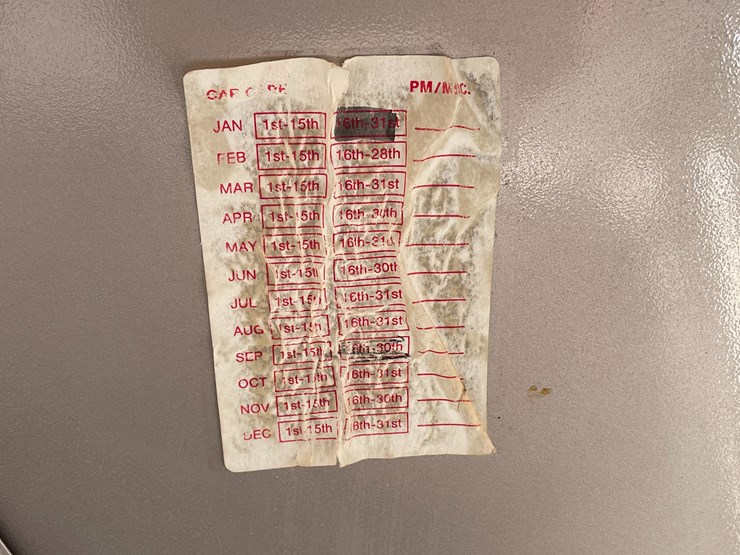 CAR CARE PM/MISC.
JAN 1st-15th 16th-31st
FEB 1st-15th 16th-28th
MAR 1st-15th 16th-31st
APR 1st-15th 16th-30th
MAY 1st-15th 16th-31st
JUN 1st-15th 16th-30th
JUL 1st-15th 16th-31st
AUG 1st-15th 16th-31st
SEP 1st-15th 16th-30th
OCT 1st-15th 16th-31st
NOV 1st-15th 16th-30th
DEC 1st-15th 16th-31st